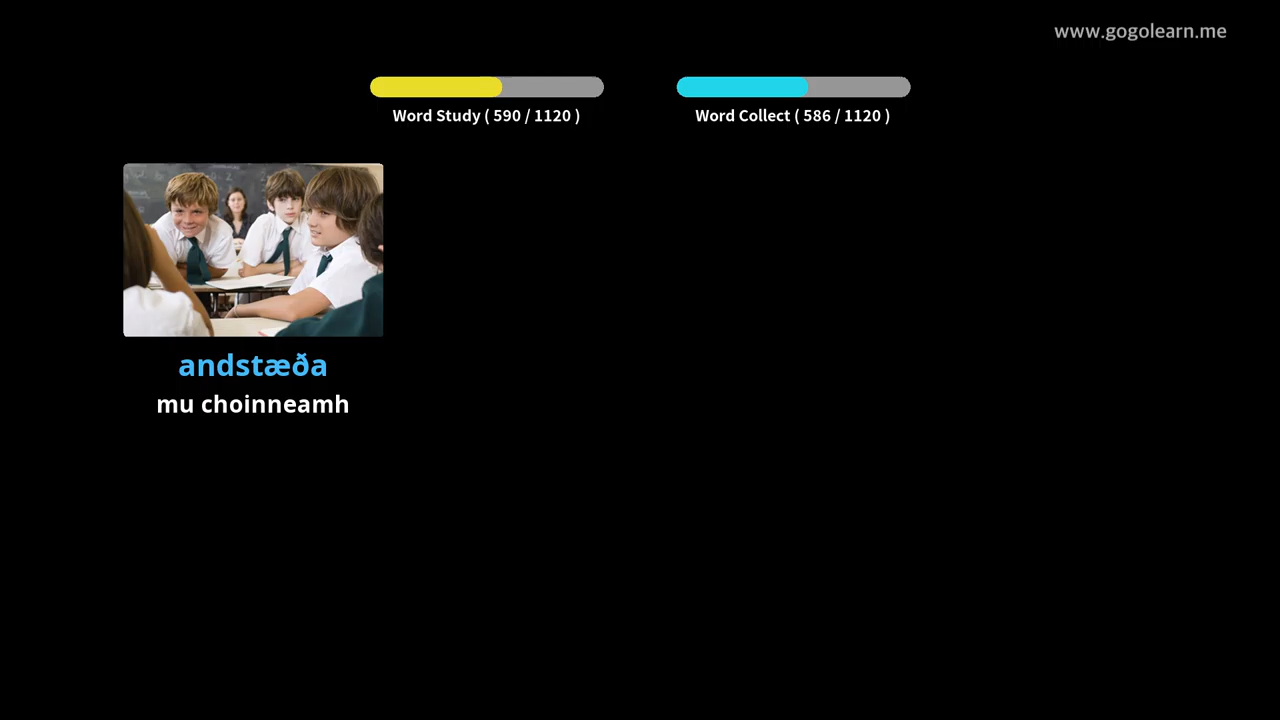 www.gogolearn.me
Word Study ( 590 / 1120 )
Word Collect ( 586 / 1120 )
andstæða
mu choinneamh